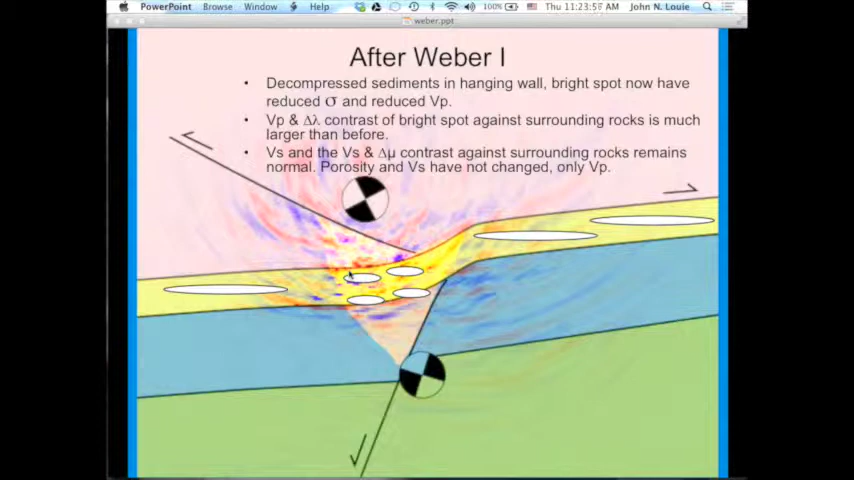 PowerPoint Browse Window Help 100% Thu 11:23:58 AM John N. Louie
weber.ppt
After Weber I
• Decompressed sediments in hanging wall, bright spot now have
reduced σ and reduced Vp.
• Vp & Δλ contrast of bright spot against surrounding rocks is much
larger than before.
• Vs and the Vs & Δμ contrast against surrounding rocks remains
normal. Porosity and Vs have not changed, only Vp.